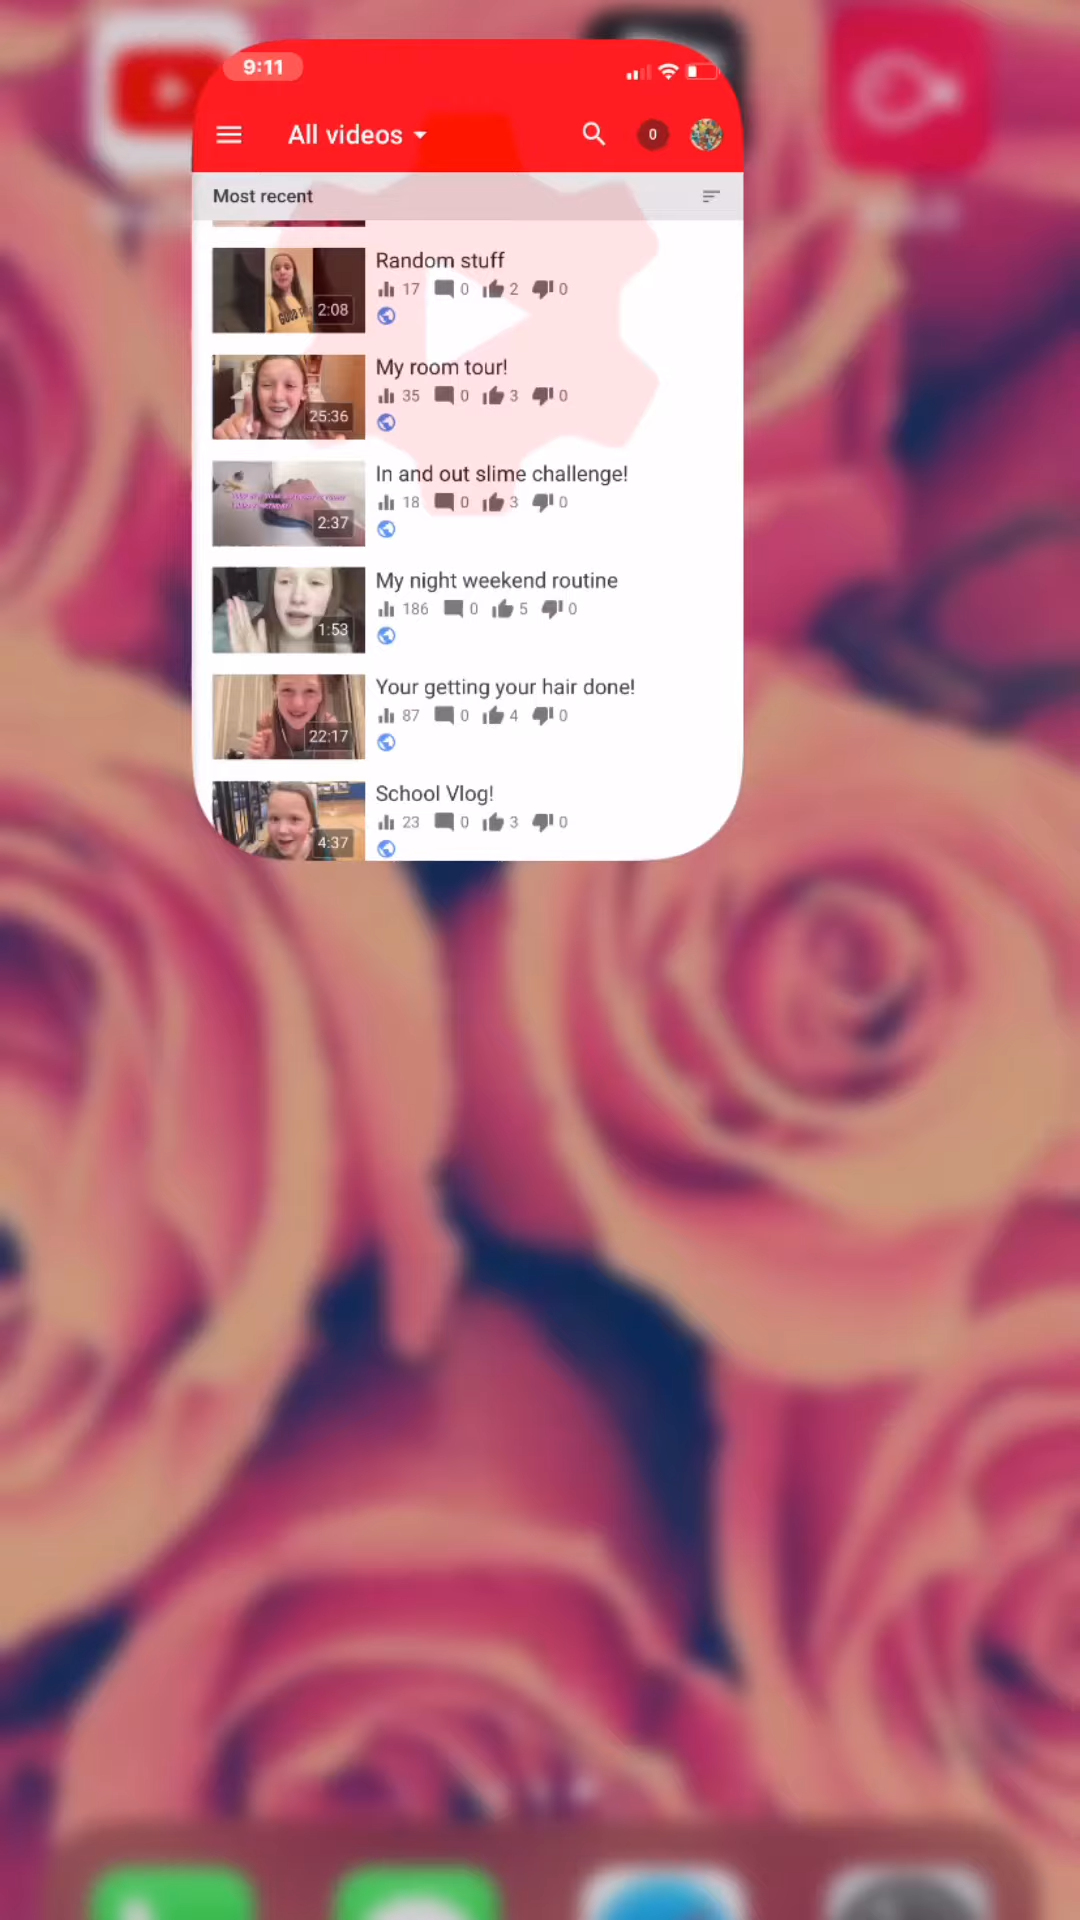 9:11
All videos
0
Most recent
Random stuff
17 0 2 0
2:08
My room tour!
35 0 3 0
25:36
In and out slime challenge!
18 0 3 0
2:37
My night weekend routine
186 0 5 0
1:53
Your getting your hair done!
87 0 4 0
22:17
School Vlog!
23 0 3 0
4:37